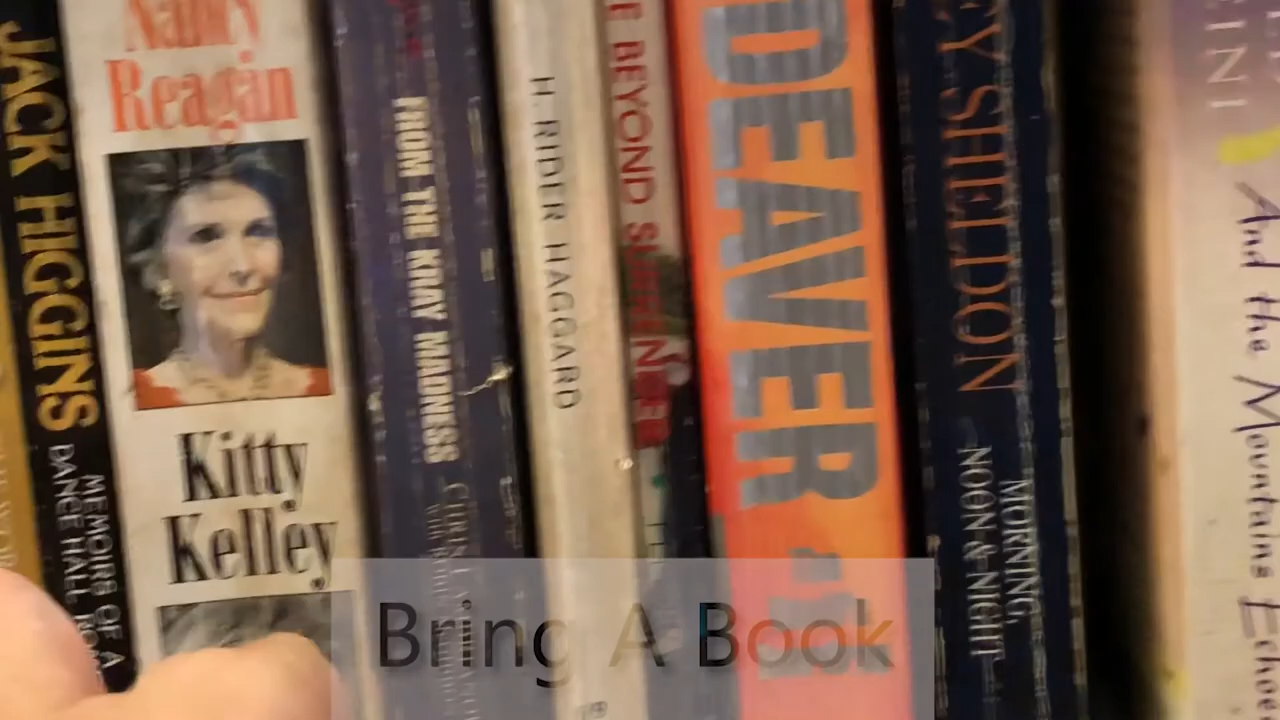 JACK HIGGINS
MEMOIRS OF A
DANCE HALL
Nancy
Reagan
Kitty
Kelley
FROM THE KRAY MADNESS
H. RIDER HAGGARD
BEYOND
DEAVER
SHELDON
MORNING,
NOON & NIGHT
And the Mountains Echoed
Bring A Book